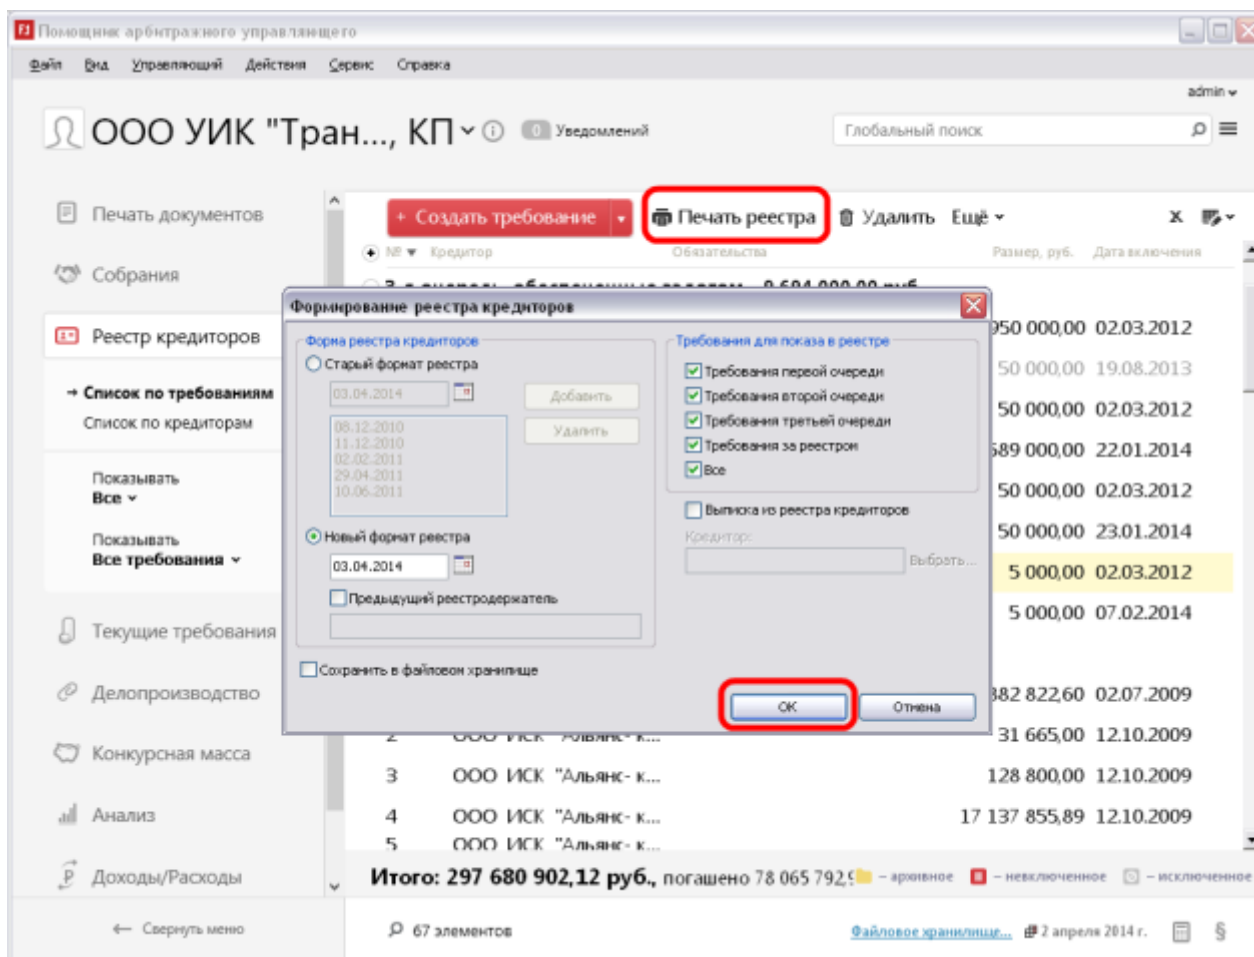 Помощник арбитражного управляющего
Файл Вид Управляющий Действия Сервис Справка
admin
ООО УИК "Тран..., КП 0 Уведомлений
Глобальный поиск
Печать документов
Собрания
Реестр кредиторов
→ Список по требованиям
Список по кредиторам
Показывать
Все
Показывать
Все требования
Текущие требования
Делопроизводство
Конкурсная масса
Анализ
Доходы/Расходы
← Свернуть меню
+ Создать требование Печать реестра Удалить Ещё
№ Кредитор Обязательства Размер, руб. Дата включения
Формирование реестра кредиторов
Форма реестра кредиторов
Старый формат реестра
03.04.2014
Добавить
Удалить
08.12.2010
11.12.2010
02.02.2011
29.04.2011
10.06.2011
Новый формат реестра
03.04.2014
Предыдущий реестродержатель
Сохранить в файловом хранилище
Требования для показа в реестре
Требования первой очереди
Требования второй очереди
Требования третьей очереди
Требования за реестром
Все
Выписка из реестра кредиторов
Кредитор:
Выбрать...
ОК Отмена
950 000,00 02.03.2012
50 000,00 19.08.2013
50 000,00 02.03.2012
589 000,00 22.01.2014
50 000,00 02.03.2012
50 000,00 23.01.2014
5 000,00 02.03.2012
5 000,00 07.02.2014
382 822,60 02.07.2009
2 ООО ИСК "Альянс- к... 31 665,00 12.10.2009
3 ООО ИСК "Альянс- к... 128 800,00 12.10.2009
4 ООО ИСК "Альянс- к... 17 137 855,89 12.10.2009
5 ООО ИСК "Альянс- к...
Итого: 297 680 902,12 руб., погашено 78 065 792,9 – архивное – невключенное – исключенное
67 элементов
Файловое хранилище... 2 апреля 2014 г. §